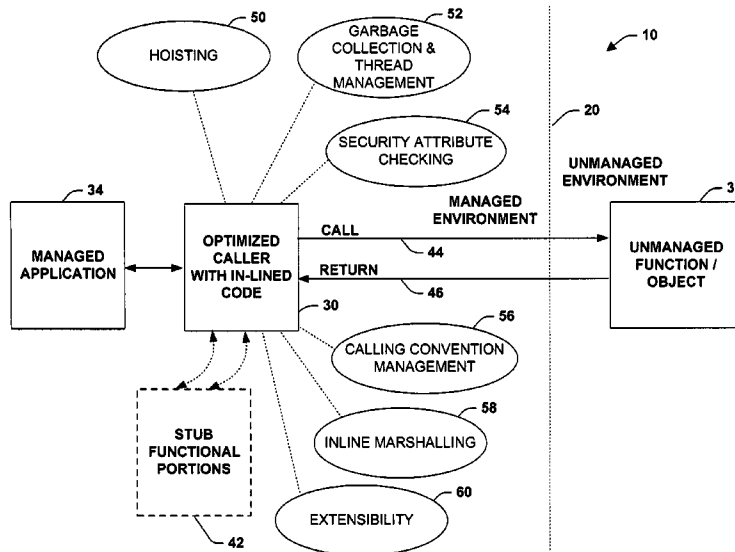 50
HOISTING
52
GARBAGE
COLLECTION &
THREAD
MANAGEMENT
10
54
SECURITY ATTRIBUTE
CHECKING
20
UNMANAGED
ENVIRONMENT
MANAGED
ENVIRONMENT
34
MANAGED
APPLICATION
OPTIMIZED
CALLER
WITH IN-LINED
CODE
30
CALL
44
RETURN
46
3
UNMANAGED
FUNCTION /
OBJECT
56
CALLING CONVENTION
MANAGEMENT
58
INLINE MARSHALLING
STUB
FUNCTIONAL
PORTIONS
42
60
EXTENSIBILITY